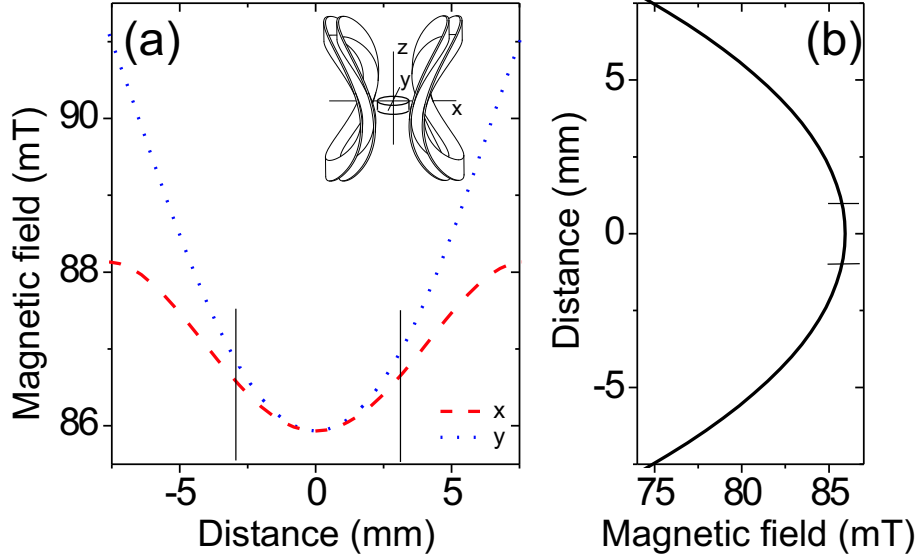 (a)
z
y
x
90
88
86
Magnetic field (mT)
x
y
-5
0
5
Distance (mm)
(b)
5
0
-5
Distance (mm)
75
80
85
Magnetic field (mT)